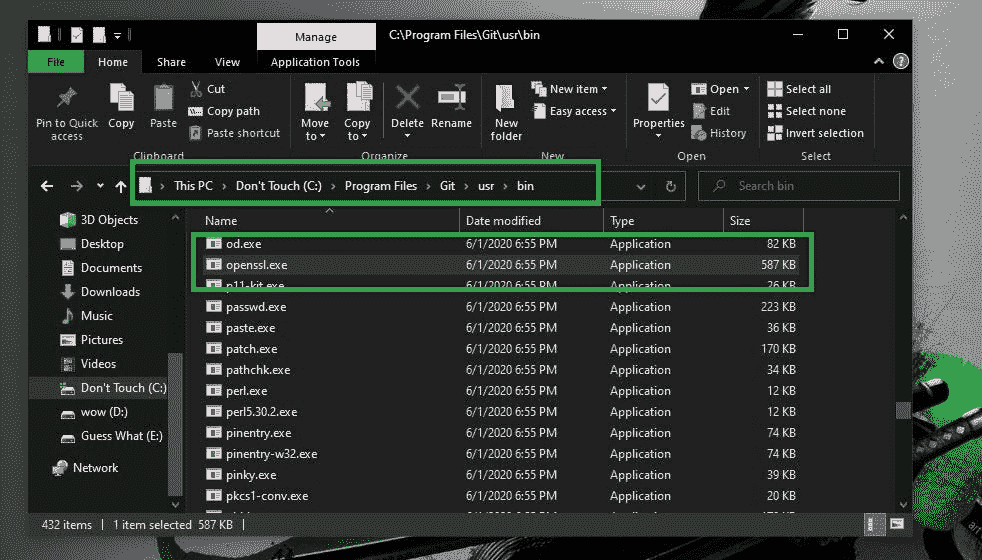 Manage
C:\Program Files\Git\usr\bin
File Home Share View Application Tools
Pin to Quick access
Copy
Paste
Cut
Copy path
Paste shortcut
Clipboard
Move to
Copy to
Delete
Rename
Organize
New folder
New item
Easy access
New
Properties
Open
Edit
History
Open
Select all
Select none
Invert selection
Select
This PC > Don't Touch (C:) > Program Files > Git > usr > bin
Search bin
3D Objects
Desktop
Documents
Downloads
Music
Pictures
Videos
Don't Touch (C:)
wow (D:)
Guess What (E:)
Network
Name Date modified Type Size
od.exe 6/1/2020 6:55 PM Application 82 KB
openssl.exe 6/1/2020 6:55 PM Application 587 KB
p11-kit.exe 6/1/2020 6:55 PM Application 26 KB
passwd.exe 6/1/2020 6:55 PM Application 223 KB
paste.exe 6/1/2020 6:55 PM Application 36 KB
patch.exe 6/1/2020 6:55 PM Application 170 KB
pathchk.exe 6/1/2020 6:55 PM Application 34 KB
perl.exe 6/1/2020 6:55 PM Application 12 KB
perl5.30.2.exe 6/1/2020 6:55 PM Application 12 KB
pinentry.exe 6/1/2020 6:55 PM Application 74 KB
pinentry-w32.exe 6/1/2020 6:55 PM Application 74 KB
pinky.exe 6/1/2020 6:55 PM Application 39 KB
pkcs1-conv.exe 6/1/2020 6:55 PM Application 20 KB
432 items | 1 item selected 587 KB |